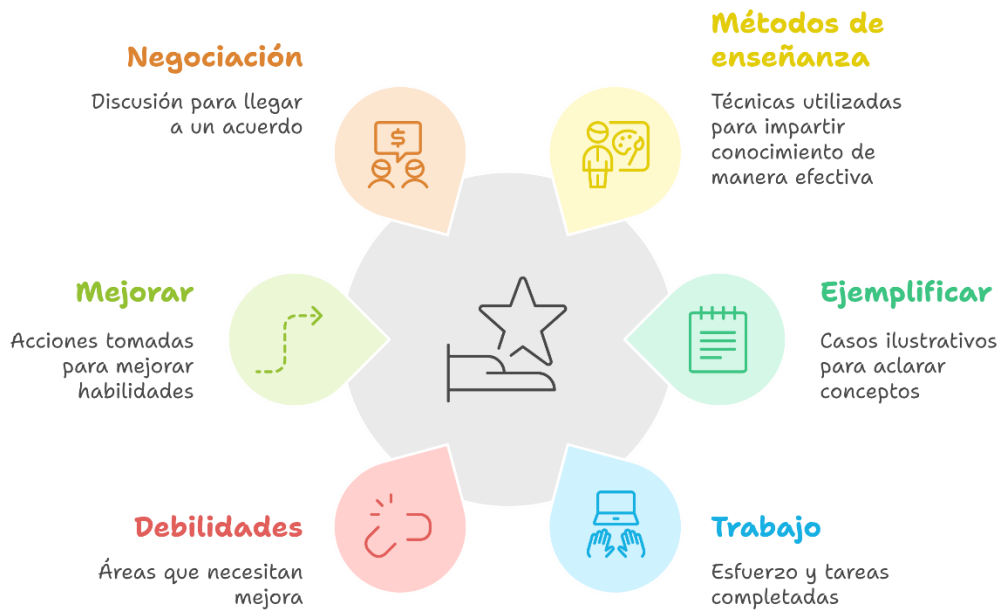 Negociación
Discusión para llegar
a un acuerdo
Métodos de
enseñanza
Técnicas utilizadas
para impartir
conocimiento de
manera efectiva
Mejorar
Acciones tomadas
para mejorar
habilidades
Ejemplificar
Casos ilustrativos
para aclarar
conceptos
Debilidades
Áreas que necesitan
mejora
Trabajo
Esfuerzo y tareas
completadas
$